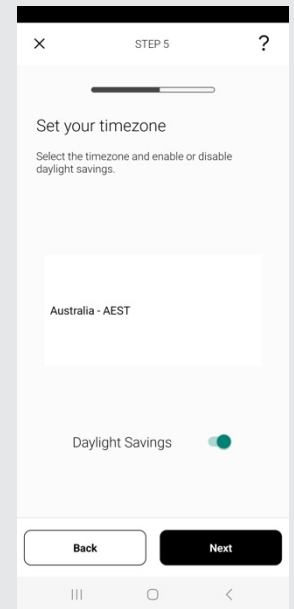 STEP 5
?
Set your timezone
Select the timezone and enable or disable
daylight savings.
Australia - AEST
Daylight Savings
Back
Next